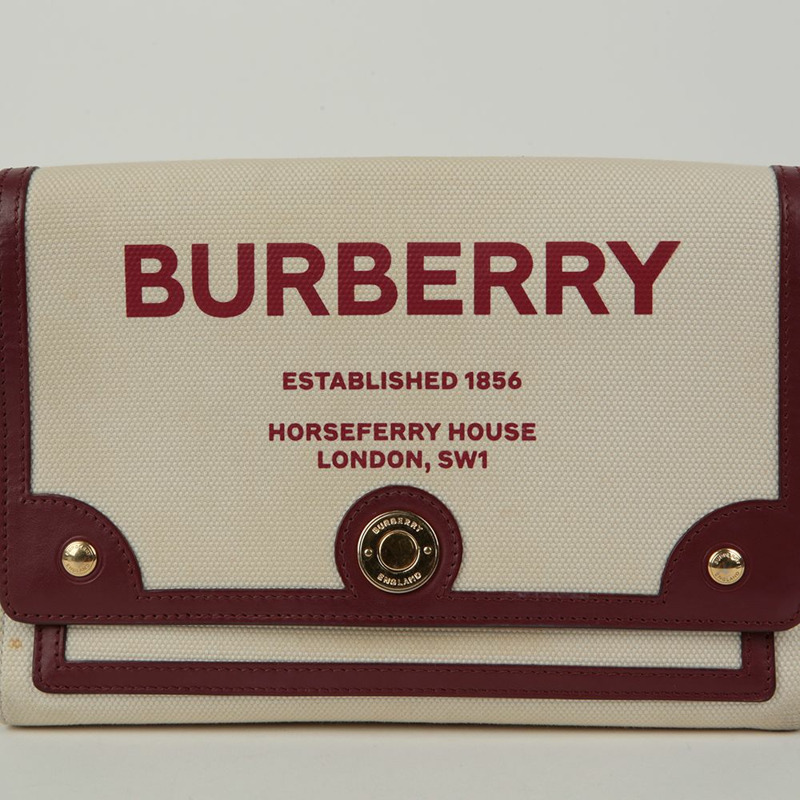 BURBERRY
ESTABLISHED 1856
HORSEFERRY HOUSE
LONDON, SW1
BURBERRY
ENGLAND